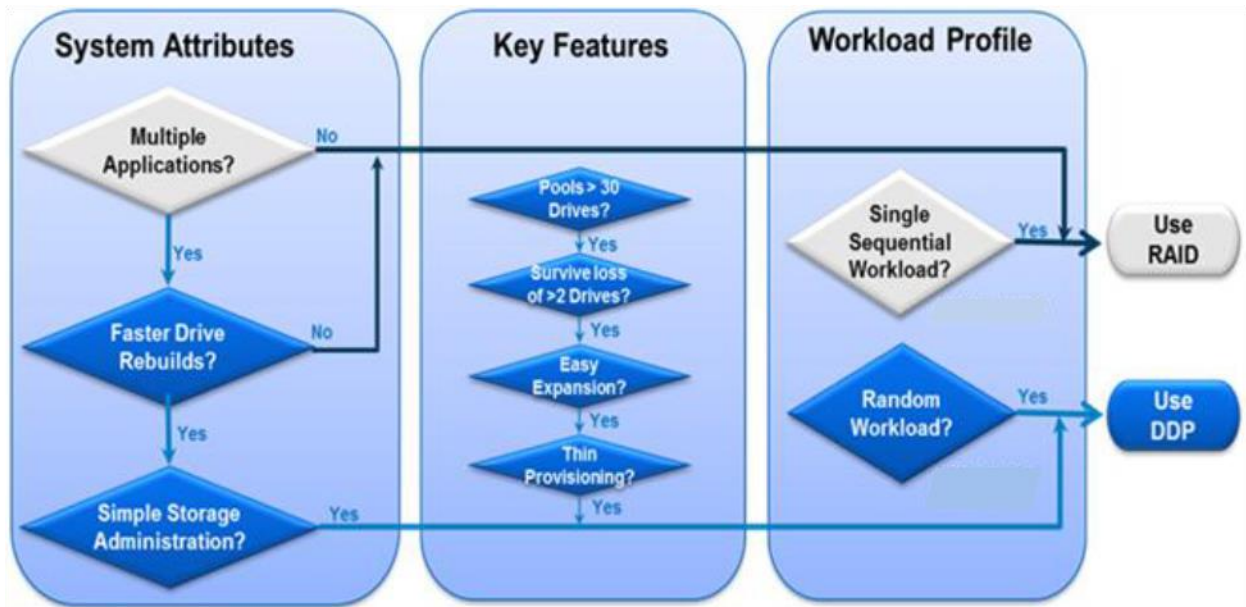 System Attributes
Multiple
Applications?
No
Yes
Faster Drive
Rebuilds?
No
Yes
Simple Storage
Administration?
Yes
Key Features
Pools > 30
Drives?
Yes
Survive loss
of >2 Drives?
Yes
Easy
Expansion?
Yes
Thin
Provisioning?
Yes
Workload Profile
Single
Sequential
Workload?
Yes
Use
RAID
Random
Workload?
Yes
Use
DDP